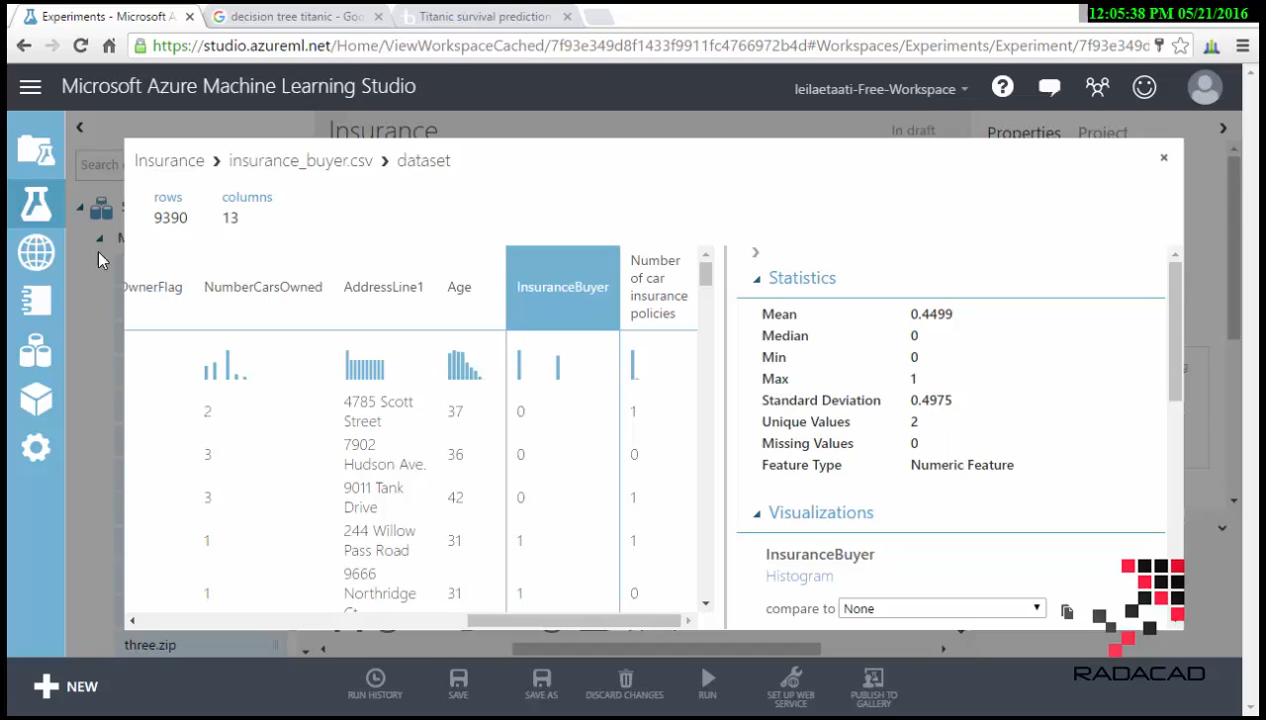 Experiments - Microsoft A
decision tree titanic - Goo
Titanic survival prediction
12:05:38 PM 05/21/2016
https://studio.azureml.net/Home/ViewWorkspaceCached/7f93e349d8f1433f9911fc4766972b4d#Workspaces/Experiments/Experiment/7f93e349d
Microsoft Azure Machine Learning Studio
leilaetaati-Free-Workspace
Insurance
In draft
Properties Project
Search
Insurance > insurance_buyer.csv > dataset
rows columns
9390 13
OwnerFlag NumberCarsOwned AddressLine1 Age InsuranceBuyer
Number
of car
insurance
policies
2 4785 Scott Street 37 0 1
3 7902 Hudson Ave. 36 0 0
3 9011 Tank Drive 42 0 1
1 244 Willow Pass Road 31 1 1
1 9666 Northridge 31 1 0
Statistics
Mean 0.4499
Median 0
Min 0
Max 1
Standard Deviation 0.4975
Unique Values 2
Missing Values 0
Feature Type Numeric Feature
Visualizations
InsuranceBuyer
Histogram
compare to None
three.zip
RADACAD
NEW
RUN HISTORY
SAVE
SAVE AS
DISCARD CHANGES
RUN
SET UP WEB
SERVICE
PUBLISH TO
GALLERY